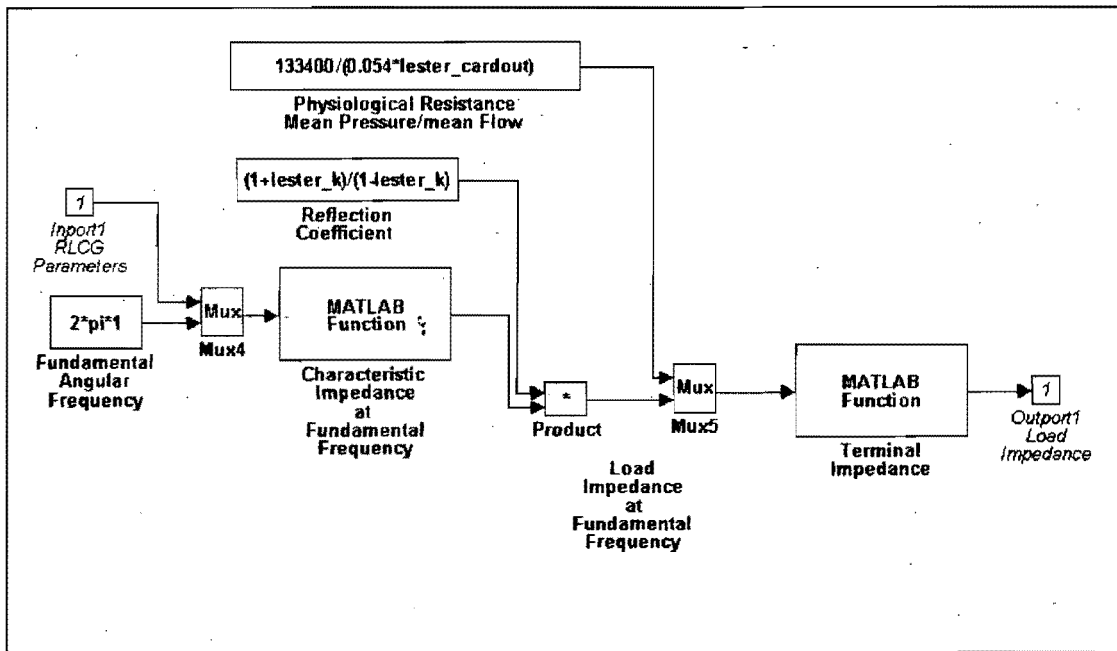 133400/(0.054*lester_cardout)
Physiological Resistance
Mean Pressure/mean Flow
(1+lester_k)/(1-lester_k)
Reflection
Coefficient
1
Inport1
RLCG
Parameters
2*pi*1
Fundamental
Angular
Frequency
Mux
Mux4
MATLAB
Function
Characteristic
Impedance
at
Fundamental
Frequency
*
Product
Load
Impedance
at
Fundamental
Frequency
Mux
Mux5
MATLAB
Function
Terminal
Impedance
1
Outport1
Load
Impedance